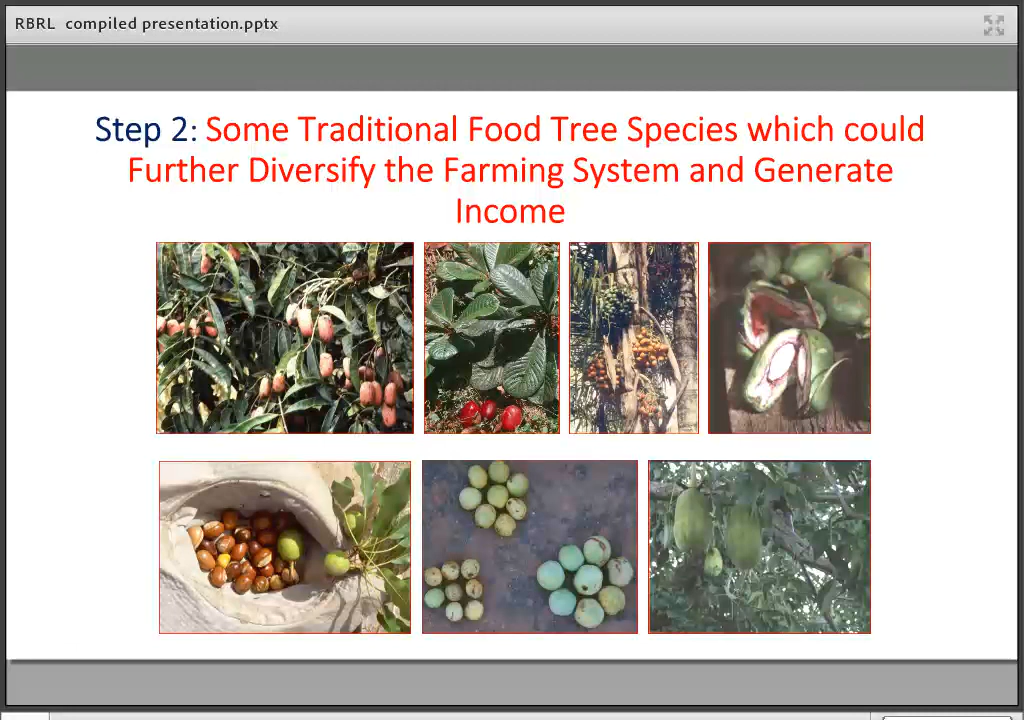 RBRL compiled presentation.pptx
Step 2: Some Traditional Food Tree Species which could
Further Diversify the Farming System and Generate
Income